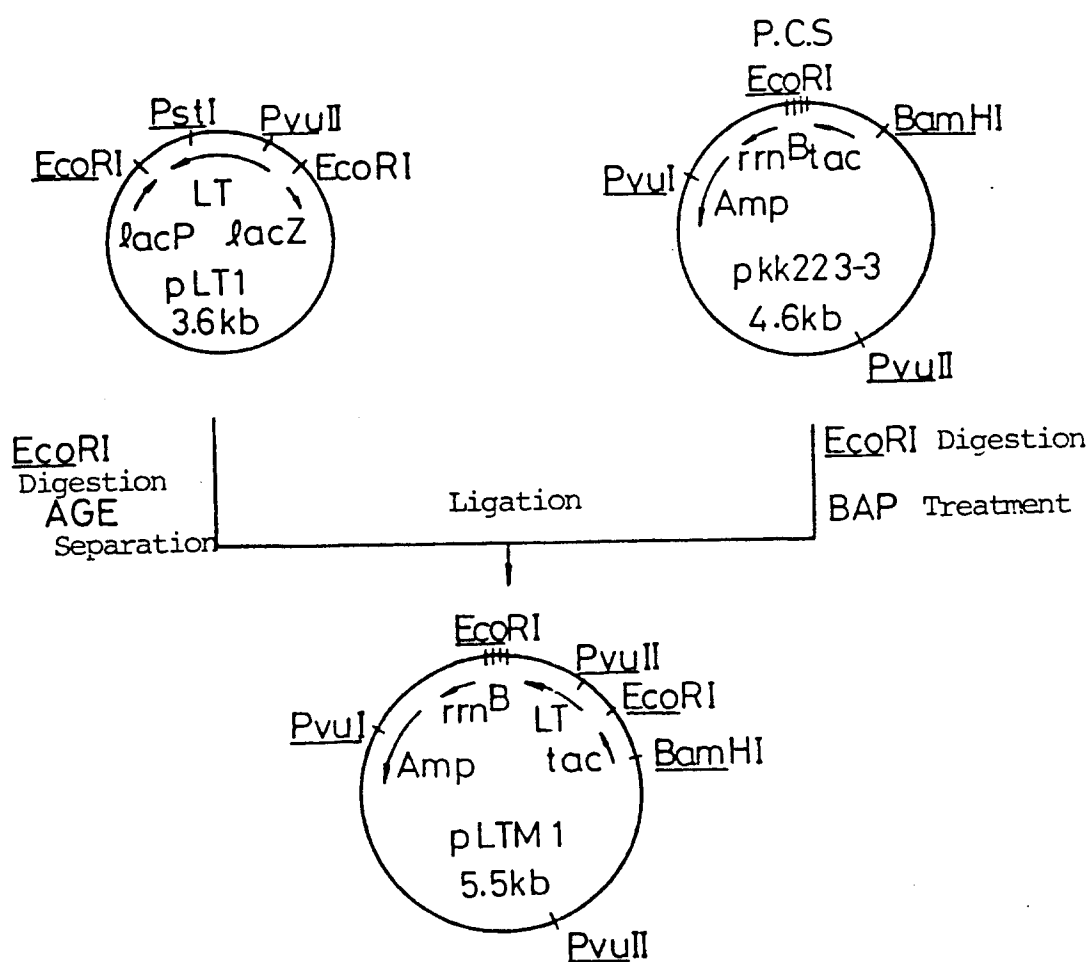 PstI
PvuII
EcoRI
EcoRI
LT
lacP
lacZ
pLT1
3.6kb
P.C.S
EcoRI
BamHI
rrnB
tac
PvuI
Amp
pkk223-3
4.6kb
PvuII
EcoRI
Digestion
AGE
Separation
Ligation
EcoRI Digestion
BAP Treatment
EcoRI
PvuII
EcoRI
rrnB
LT
PvuI
tac
BamHI
Amp
pLTM1
5.5kb
PvuII